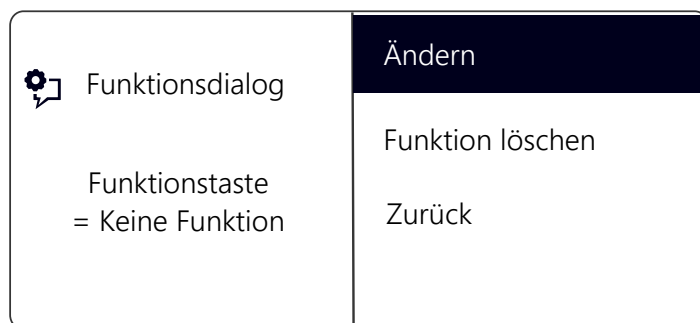 Funktionsdialog
Funktionstaste
= Keine Funktion
Ändern
Funktion löschen
Zurück